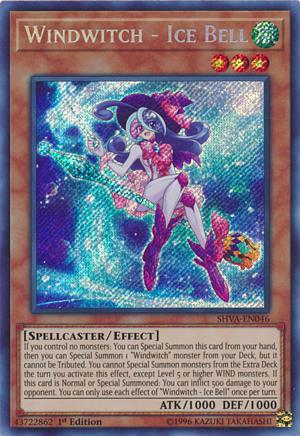 Windwitch - Ice Bell
SHVA-EN046
[Spellcaster/Effect]
If you control no monsters: You can Special Summon this card from your hand,
then you can Special Summon 1 "Windwitch" monster from your Deck, but it
cannot be Tributed. You cannot Special Summon monsters from the Extra Deck
the turn you activate this effect, except Level 5 or higher WIND monsters. If
this card is Normal or Special Summoned: You can inflict 500 damage to your
opponent. You can only use each effect of "Windwitch - Ice Bell" once per turn.
ATK/1000 DEF/1000
43722862 1st Edition ©1996 KAZUKI TAKAHASHI